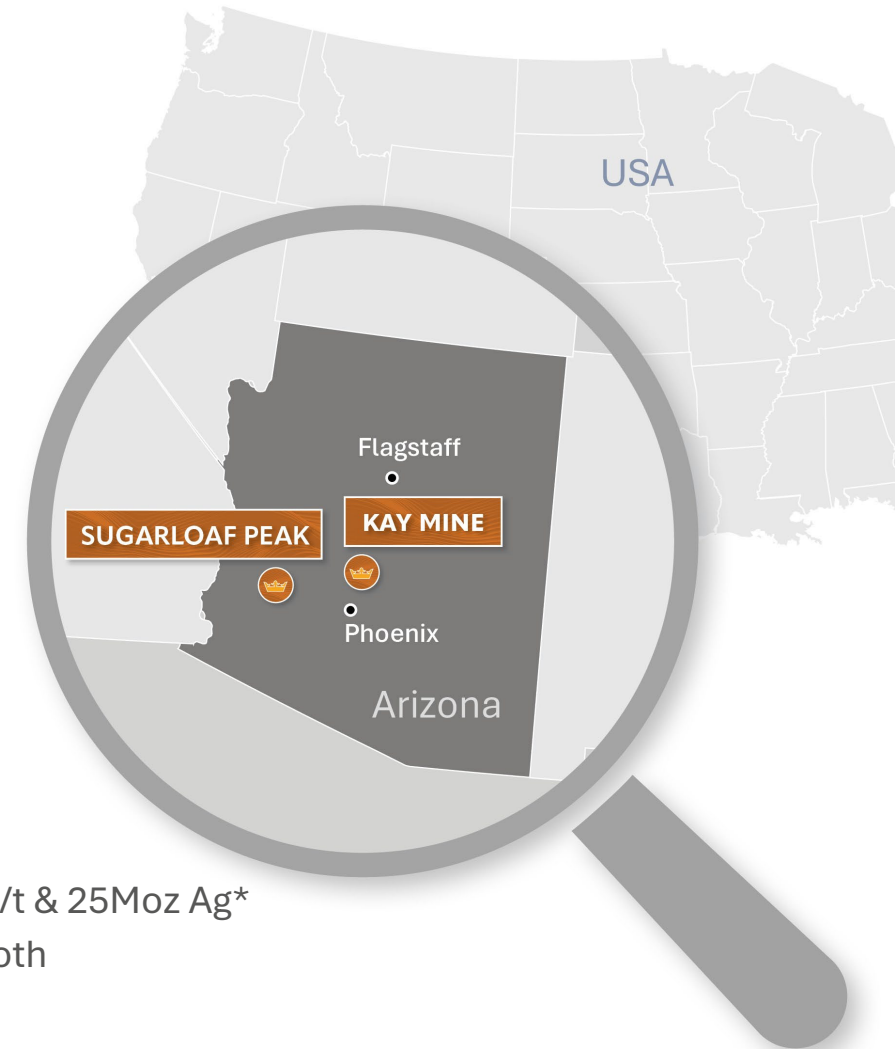 USA
Flagstaff
SUGARLOAF PEAK
KAY MINE
Phoenix
Arizona
/t & 25Moz Ag*
oth